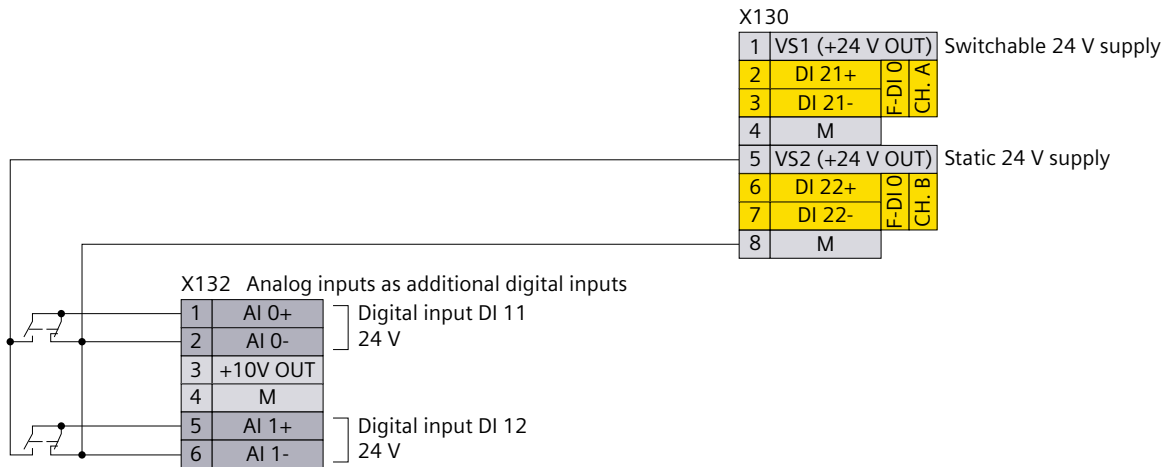 X130
1 VS1 (+24 V OUT) Switchable 24 V supply
2 DI 21+ F-DI 0 CH. A
3 DI 21-
4 M
5 VS2 (+24 V OUT) Static 24 V supply
6 DI 22+ F-DI 0 CH. B
7 DI 22-
8 M
X132 Analog inputs as additional digital inputs
1 AI 0+ Digital input DI 11
2 AI 0- 24 V
3 +10V OUT
4 M
5 AI 1+ Digital input DI 12
6 AI 1- 24 V